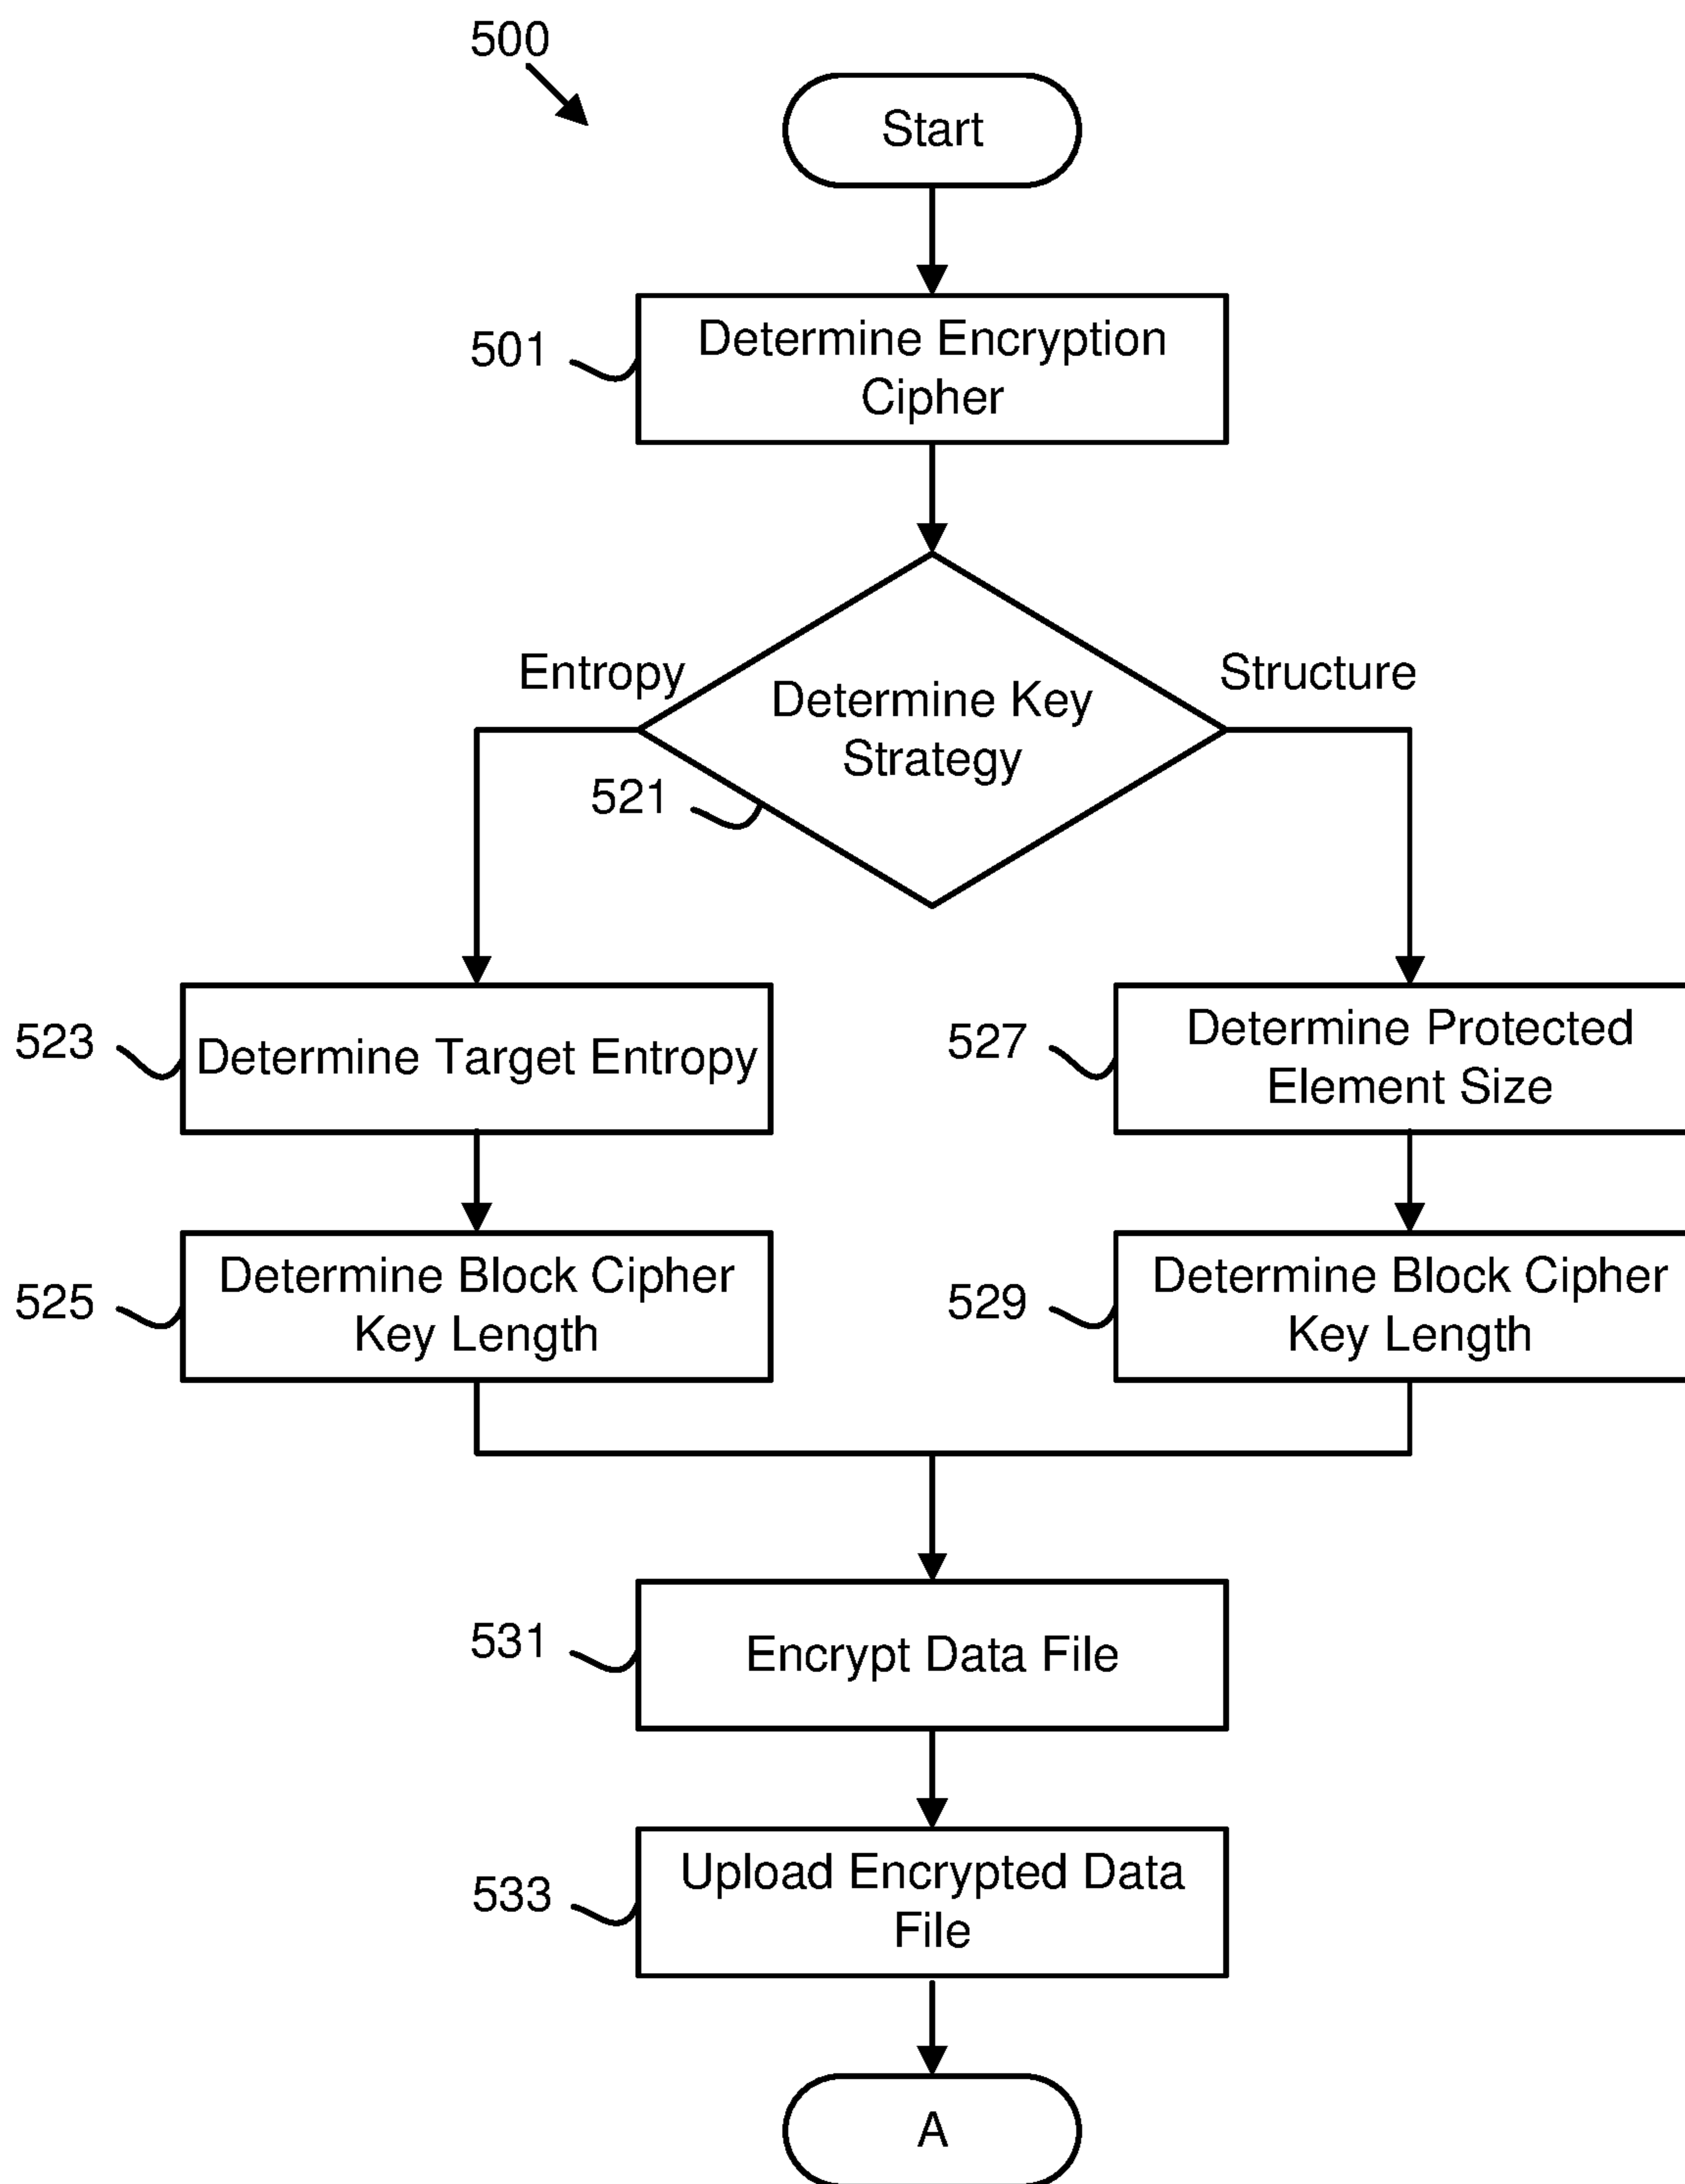 500
Start
501
Determine Encryption
Cipher
Entropy
Structure
Determine Key
Strategy
521
523
Determine Target Entropy
527
Determine Protected
Element Size
525
Determine Block Cipher
Key Length
529
Determine Block Cipher
Key Length
531
Encrypt Data File
533
Upload Encrypted Data
File
A